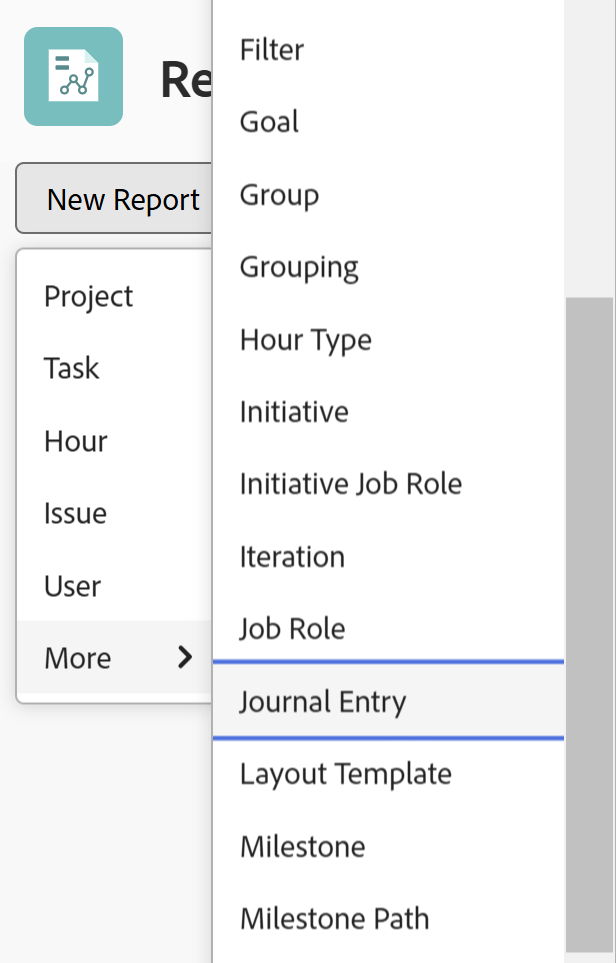 Re
New Report
Project
Task
Hour
Issue
User
More
Filter
Goal
Group
Grouping
Hour Type
Initiative
Initiative Job Role
Iteration
Job Role
Journal Entry
Layout Template
Milestone
Milestone Path